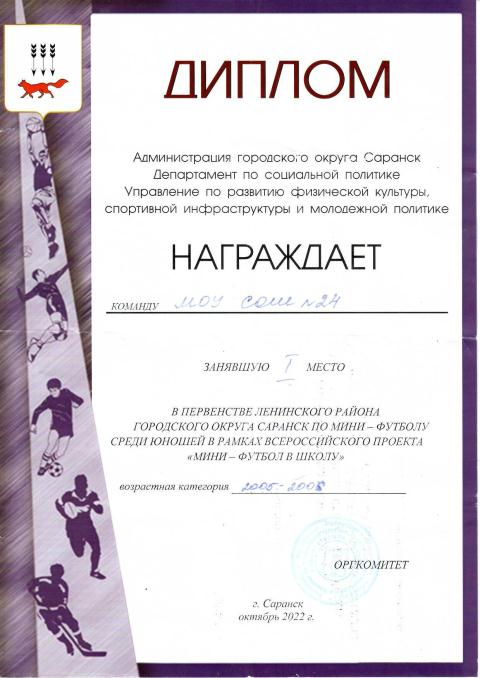 ДИПЛОМ
Администрация городского округа Саранск
Департамент по социальной политике
Управление по развитию физической культуры,
спортивной инфраструктуры и молодежной политике
НАГРАЖДАЕТ
КОМАНДУ МОУ СОШ №24
ЗАНЯВШУЮ I МЕСТО
В ПЕРВЕНСТВЕ ЛЕНИНСКОГО РАЙОНА
ГОРОДСКОГО ОКРУГА САРАНСК ПО МИНИ – ФУТБОЛУ
СРЕДИ ЮНОШЕЙ В РАМКАХ ВСЕРОССИЙСКОГО ПРОЕКТА
«МИНИ – ФУТБОЛ В ШКОЛУ»
возрастная категория 2005-2006
ОРГКОМИТЕТ
г. Саранск
октябрь 2022 г.